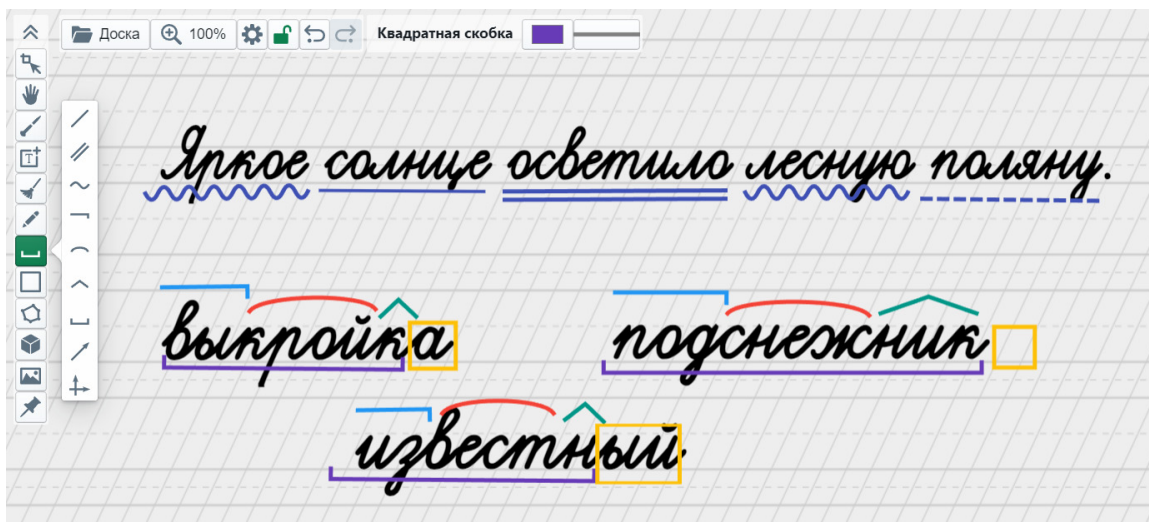 Доска 100% Квадратная скобка
Яркое солнце осветило лесную поляну.
выкройка подснежник
известный